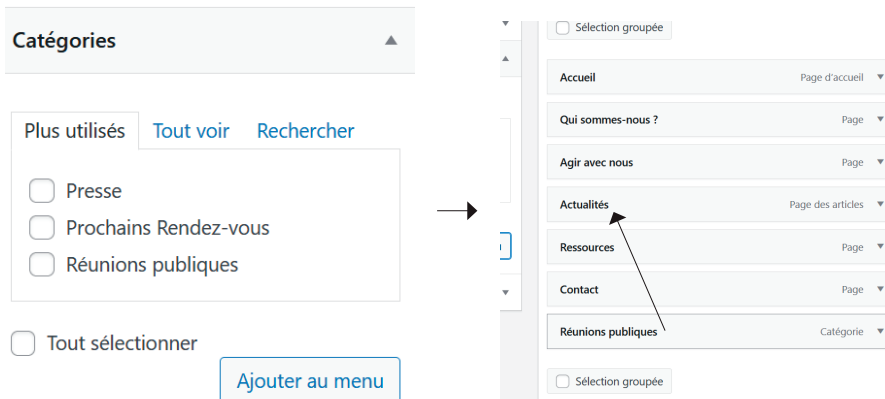 Catégories
Plus utilisés Tout voir Rechercher
Presse
Prochains Rendez-vous
Réunions publiques
Tout sélectionner
Ajouter au menu
Sélection groupée
Accueil Page d'accueil
Qui sommes-nous ? Page
Agir avec nous Page
Actualités Page des articles
Ressources Page
Contact Page
Réunions publiques Catégorie
Sélection groupée